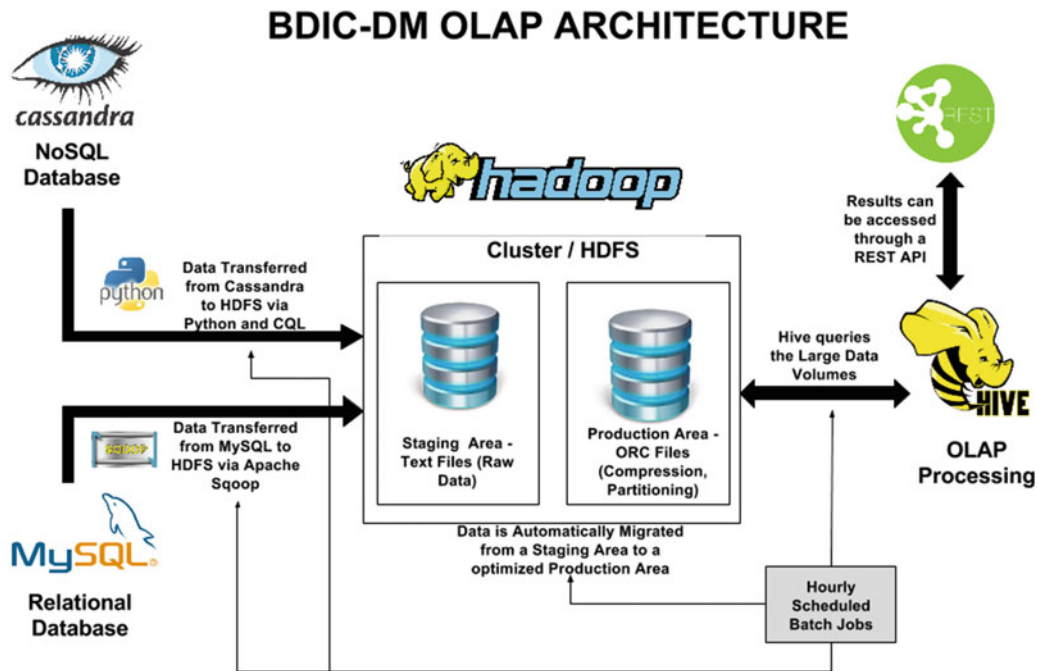 BDIC-DM OLAP ARCHITECTURE
cassandra
NoSQL
Database
hadoop
REST
Results can
be accessed
through a
REST API
Cluster / HDFS
python
Data Transferred
from Cassandra
to HDFS via
Python and CQL
Hive queries
the Large Data
Volumes
HIVE
OLAP
Processing
SQOOP
Data Transferred
from MySQL to
HDFS via Apache
Sqoop
Staging Area -
Text Files (Raw
Data)
Production Area -
ORC Files
(Compression,
Partitioning)
Data is Automatically Migrated
from a Staging Area to a
optimized Production Area
MySQL®
Relational
Database
Hourly
Scheduled
Batch Jobs